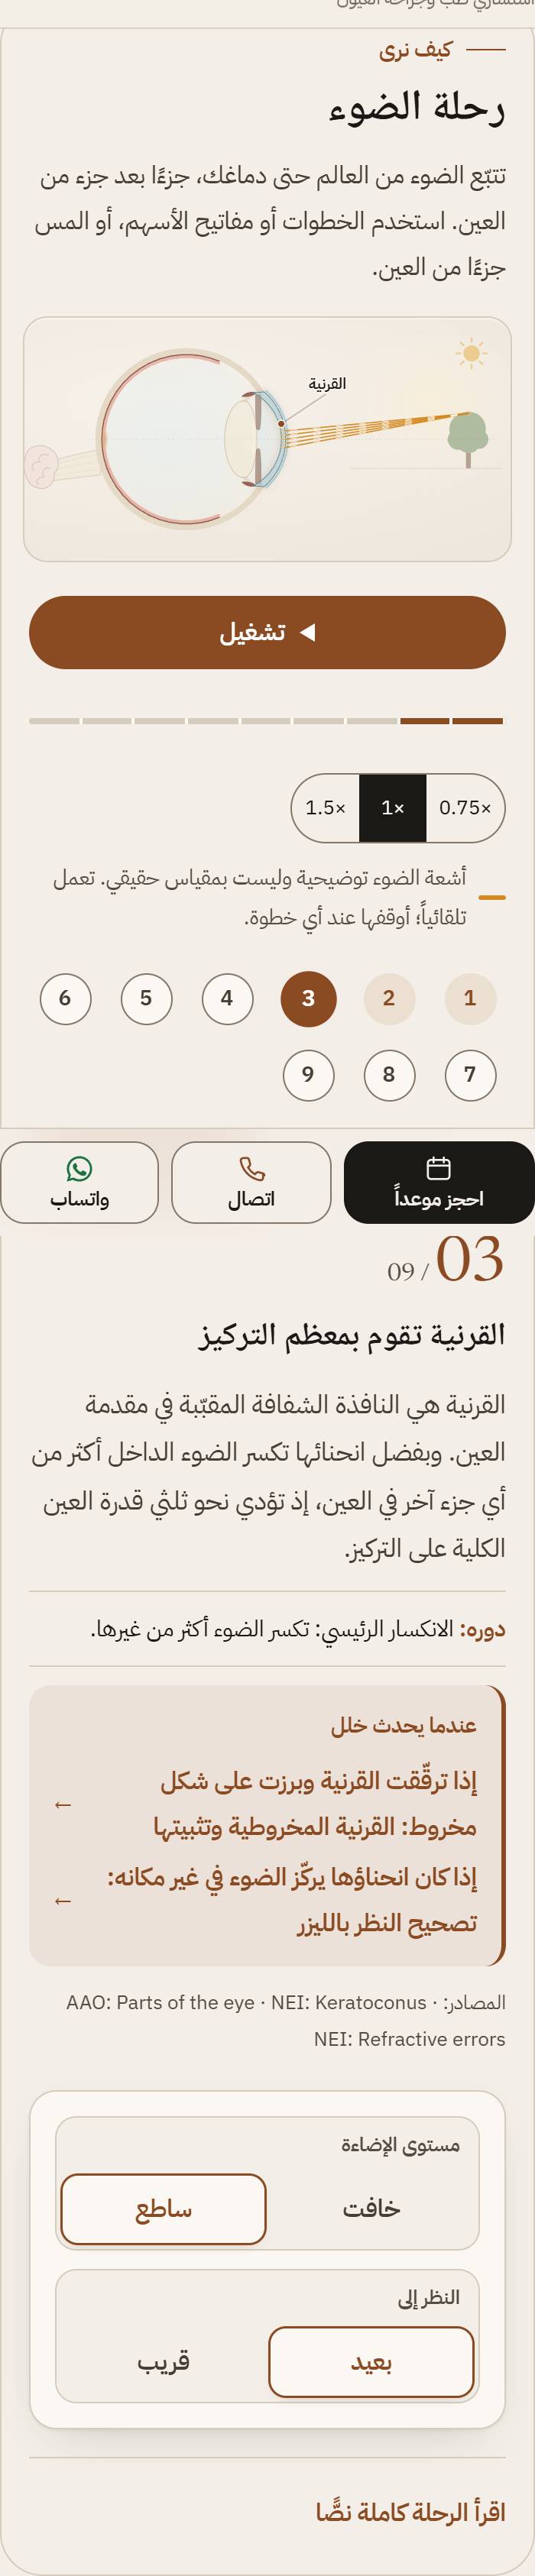 استشاري طب وجراحة العيون
كيف نرى
رحلة الضوء
تتبّع الضوء من العالم حتى دماغك، جزءًا بعد جزء من
العين. استخدم الخطوات أو مفاتيح الأسهم، أو المس
جزءًا من العين.
القرنية
تشغيل
0.75×
1×
1.5×
أشعة الضوء توضيحية وليست بمقياس حقيقي. تعمل
تلقائياً؛ أوقفها عند أي خطوة.
1 2 3 4 5 6
7 8 9
احجز موعداً
اتصال
واتساب
03 / 09
القرنية تقوم بمعظم التركيز
القرنية هي النافذة الشفافة المقبّبة في مقدمة
العين. وبفضل انحنائها تكسر الضوء الداخل أكثر من
أي جزء آخر في العين، إذ تؤدي نحو ثلثي قدرة العين
الكلية على التركيز.
دوره: الانكسار الرئيسي: تكسر الضوء أكثر من غيرها.
عندما يحدث خلل
إذا ترقّقت القرنية وبرزت على شكل
مخروط: القرنية المخروطية وتثبيتها
←
إذا كان انحناؤها يركّز الضوء في غير مكانه:
تصحيح النظر بالليزر
←
المصادر: AAO: Parts of the eye · NEI: Keratoconus ·
NEI: Refractive errors
مستوى الإضاءة
خافت
ساطع
النظر إلى
بعيد
قريب
اقرأ الرحلة كاملة نصًّا